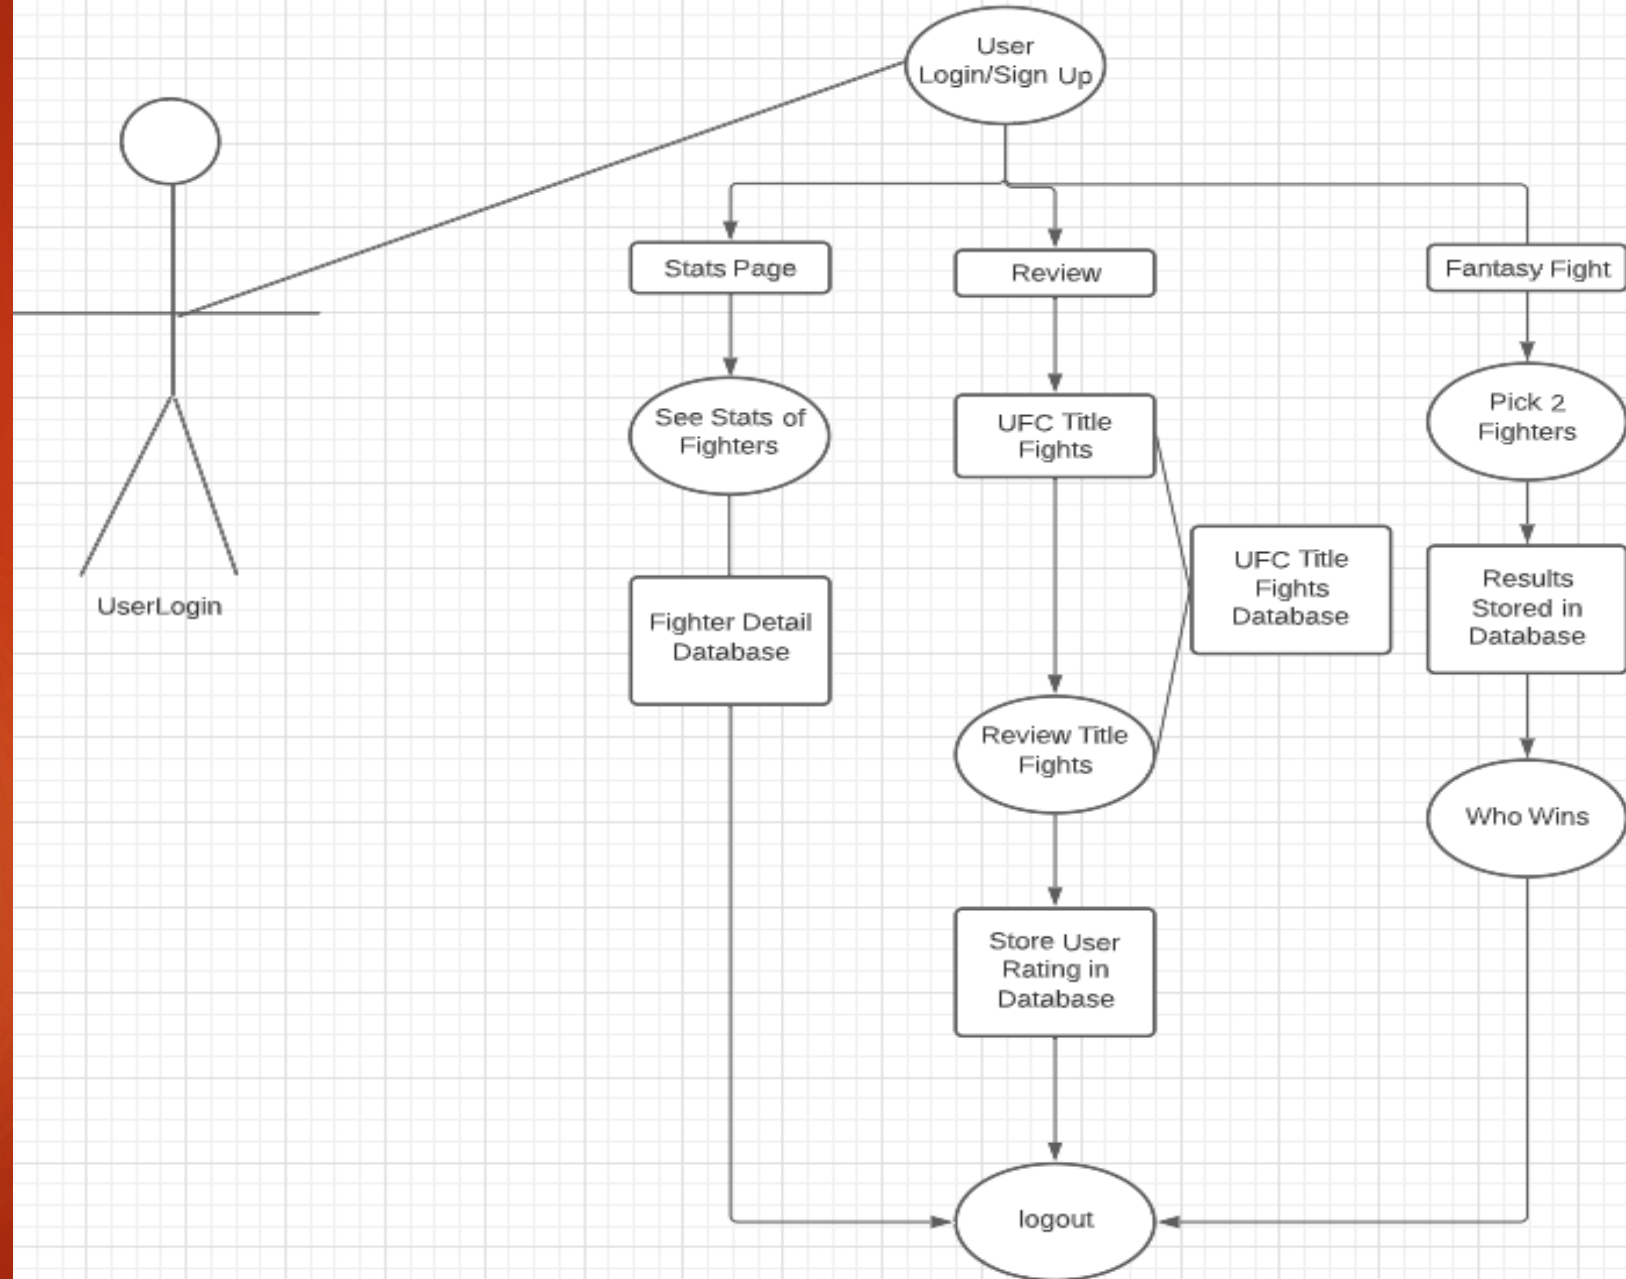 User
Login/Sign Up
Stats Page
Review
Fantasy Fight
See Stats of
Fighters
UFC Title
Fights
Pick 2
Fighters
UFC Title
Fights
Database
Results
Stored in
Database
UserLogin
Fighter Detail
Database
Review Title
Fights
Who Wins
Store User
Rating in
Database
logout